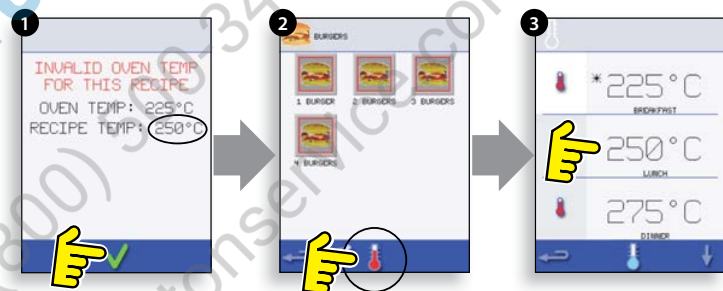 1
INVALID OVEN TEMP
FOR THIS RECIPE
OVEN TEMP: 225°C
RECIPE TEMP: 250°C
2
BURGERS
1 BURGER
2 BURGERS
3 BURGERS
4 BURGERS
3
*225°C
BREAKFAST
250°C
LUNCH
275°C
DINNER